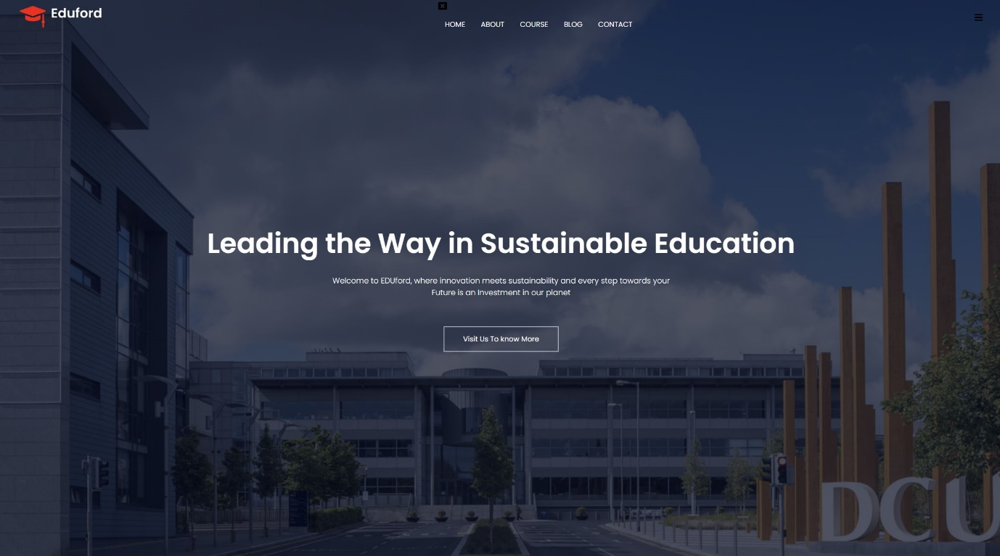 Eduford
HOME ABOUT COURSE BLOG CONTACT
Leading the Way in Sustainable Education
Welcome to EDUford, where innovation meets sustainability and every step towards your
Future is an Investment in our planet
Visit Us To know More
DCU